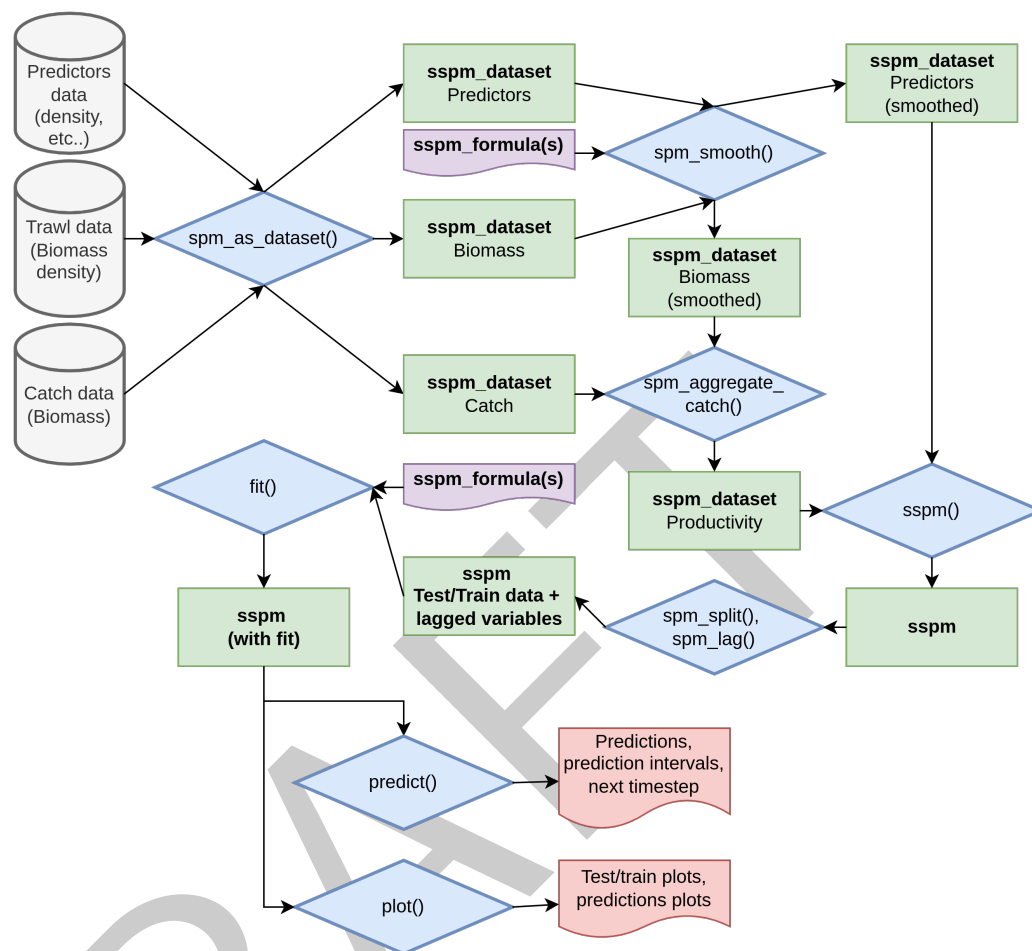 Predictors
data
(density,
etc..)
Trawl data
(Biomass
density)
Catch data
(Biomass)
spm_as_dataset()
sspm_dataset
Predictors
sspm_formula(s)
sspm_dataset
Biomass
sspm_dataset
Catch
spm_smooth()
sspm_dataset
Predictors
(smoothed)
sspm_dataset
Biomass
(smoothed)
spm_aggregate_
catch()
sspm_dataset
Productivity
sspm()
sspm
spm_split(),
spm_lag()
sspm
Test/Train data +
lagged variables
sspm_formula(s)
fit()
sspm
(with fit)
predict()
Predictions,
prediction intervals,
next timestep
plot()
Test/train plots,
predictions plots
DRAFT